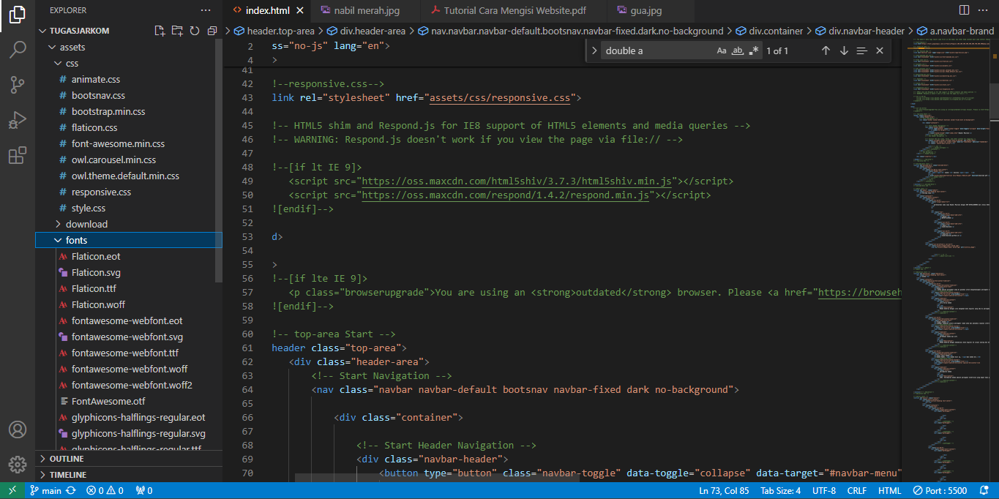 EXPLORER
index.html
nabil merah.jpg
Tutorial Cara Mengisi Website.pdf
gua.jpg
TUGASJARKOM
header.top-area
div.header-area
nav.navbar.navbar-default.bootsnav.navbar-fixed.dark.no-background
div.container
div.navbar-header
a.navbar-brand
double a
Aa
ab
.*
1 of 1
assets
css
animate.css
bootsnav.css
bootstrap.min.css
flaticon.css
font-awesome.min.css
owl.carousel.min.css
owl.theme.default.min.css
responsive.css
style.css
download
fonts
Flaticon.eot
Flaticon.svg
Flaticon.ttf
Flaticon.woff
fontawesome-webfont.eot
fontawesome-webfont.svg
fontawesome-webfont.ttf
fontawesome-webfont.woff
fontawesome-webfont.woff2
FontAwesome.otf
glyphicons-halflings-regular.eot
glyphicons-halflings-regular.svg
glyphicons-halflings-regular.ttf
OUTLINE
TIMELINE
2 ss="no-js" lang="en">
4 >
41
42 !--responsive.css-->
43 link rel="stylesheet" href="assets/css/responsive.css">
44
45 !-- HTML5 shim and Respond.js for IE8 support of HTML5 elements and media queries -->
46 !-- WARNING: Respond.js doesn't work if you view the page via file:// -->
47
48 !--[if lt IE 9]>
49 <script src="https://oss.maxcdn.com/html5shiv/3.7.3/html5shiv.min.js"></script>
50 <script src="https://oss.maxcdn.com/respond/1.4.2/respond.min.js"></script>
51 ![endif]-->
52
53 d>
54
55 >
56 !--[if lte IE 9]>
57 <p class="browserupgrade">You are using an <strong>outdated</strong> browser. Please <a href="https://browseh
58 ![endif]-->
59
60 !-- top-area Start -->
61 header class="top-area">
62 <div class="header-area">
63 <!-- Start Navigation -->
64 <nav class="navbar navbar-default bootsnav navbar-fixed dark no-background">
65
66 <div class="container">
67
68 <!-- Start Header Navigation -->
69 <div class="navbar-header">
70 <button type="button" class="navbar-toggle" data-toggle="collapse" data-target="#navbar-menu"
main
0
0
0
Ln 73, Col 85
Tab Size: 4
UTF-8
CRLF
HTML
Port : 5500